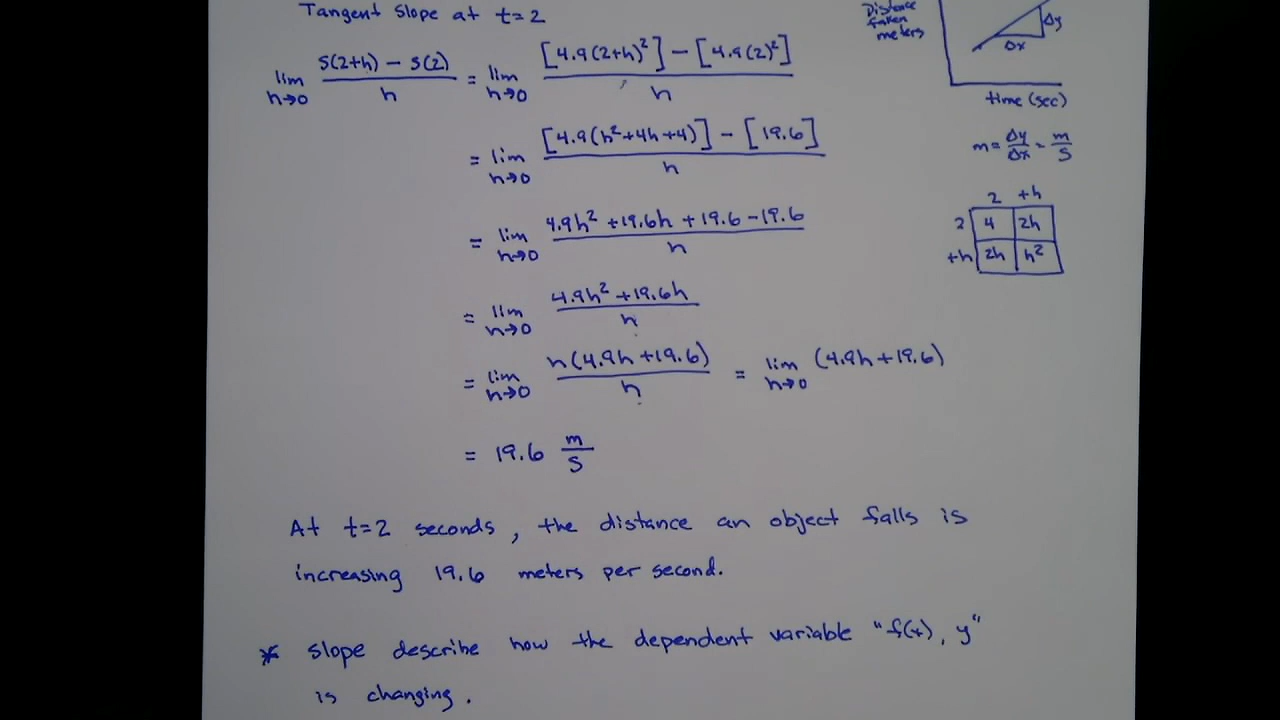 Tangent Slope at t=2
lim h→0 (s(2+h) - s(2))/h = lim h→0 ([4.9(2+h)²] - [4.9(2)²])/h
= lim h→0 ([4.9(h²+4h+4)] - [19.6])/h
= lim h→0 (4.9h² +19.6h +19.6 -19.6)/h
= lim h→0 (4.9h² +19.6h)/h
= lim h→0 h(4.9h +19.6)/h = lim h→0 (4.9h+19.6)
= 19.6 m/s
At t=2 seconds, the distance an object falls is
increasing 19.6 meters per second.
* slope describe how the dependent variable "f(x), y"
is changing.
Distance
meters
Δy
Δx
time (sec)
m = Δy/Δx = m/s
2 +h
2 4 2h
+h 2h h²